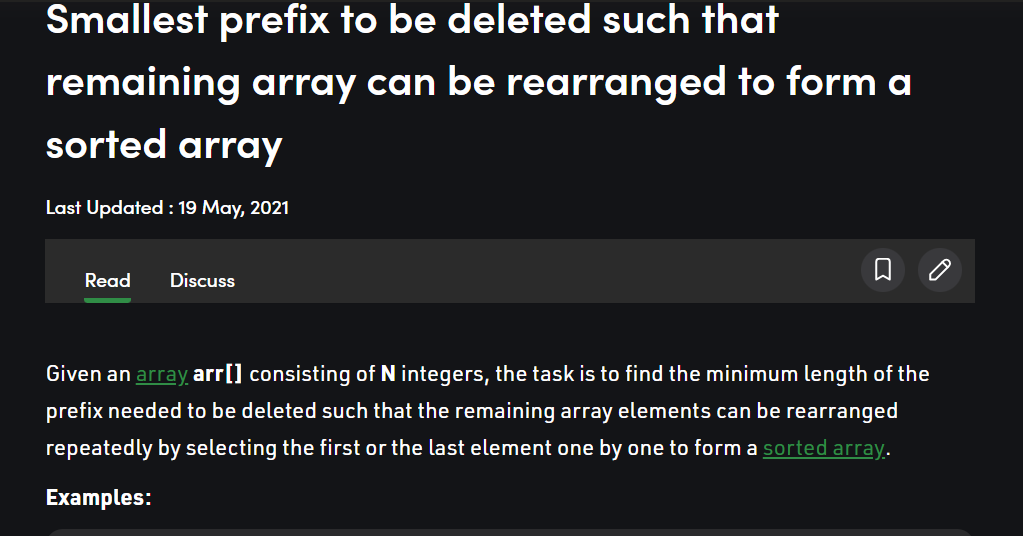 Smallest prefix to be deleted such that
remaining array can be rearranged to form a
sorted array
Last Updated : 19 May, 2021
Read Discuss
Given an array arr[] consisting of N integers, the task is to find the minimum length of the
prefix needed to be deleted such that the remaining array elements can be rearranged
repeatedly by selecting the first or the last element one by one to form a sorted array.
Examples: